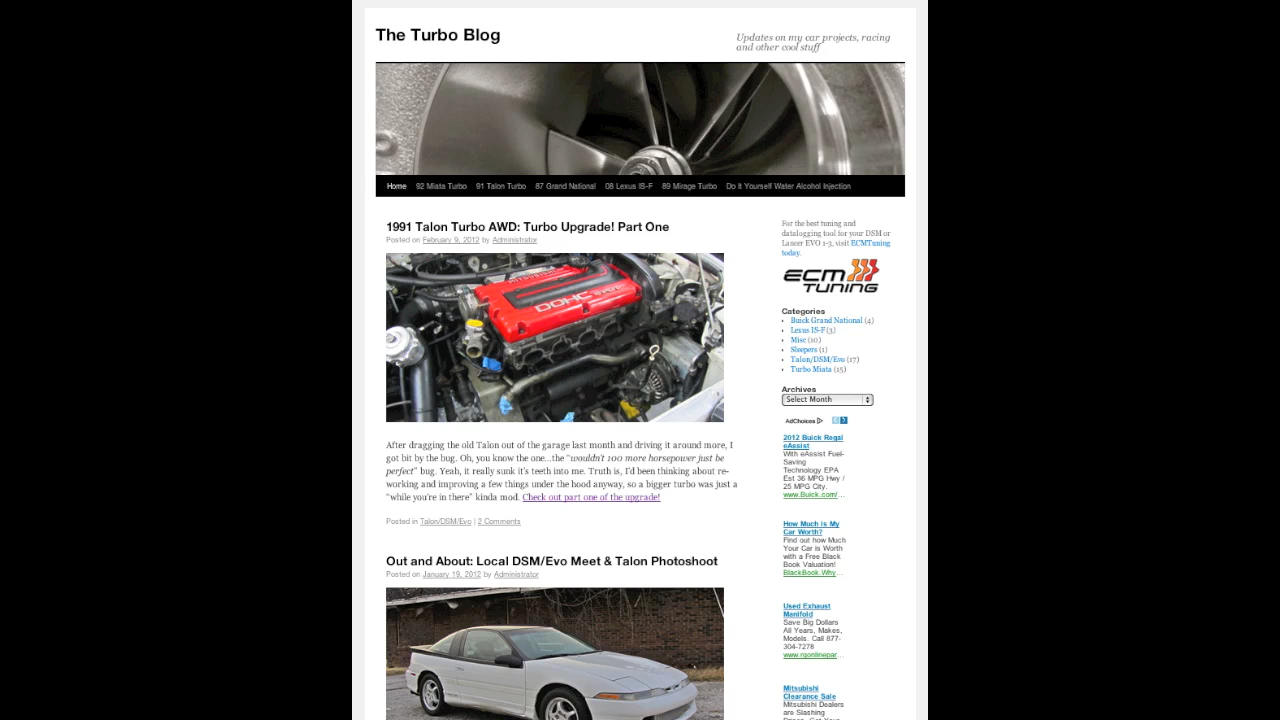 The Turbo Blog
Updates on my car projects, racing
and other cool stuff
Home 92 Miata Turbo 91 Talon Turbo 87 Grand National 08 Lexus IS-F 89 Mirage Turbo Do It Yourself Water Alcohol Injection
1991 Talon Turbo AWD: Turbo Upgrade! Part One
Posted on February 9, 2012 by Administrator
DOHC
After dragging the old Talon out of the garage last month and driving it around more, I
got bit by the bug. Oh, you know the one...the “wouldn't 100 more horsepower just be
perfect” bug. Yeah, it really sunk it's teeth into me. Truth is, I'd been thinking about re-
working and improving a few things under the hood anyway, so a bigger turbo was just a
“while you're in there” kinda mod. Check out part one of the upgrade!
Posted in Talon/DSM/Evo | 2 Comments
Out and About: Local DSM/Evo Meet & Talon Photoshoot
Posted on January 19, 2012 by Administrator
For the best tuning and
datalogging tool for your DSM or
Lancer EVO 1-3, visit ECMTuning
today.
ECM
TUNING
Categories
Buick Grand National (4)
Lexus IS-F (3)
Misc (10)
Sleepers (1)
Talon/DSM/Evo (17)
Turbo Miata (15)
Archives
Select Month
AdChoices
2012 Buick Regal
eAssist
With eAssist Fuel-
Saving
Technology EPA
Est 36 MPG Hwy /
25 MPG City.
www.Buick.com/...
How Much is My
Car Worth?
Find out how Much
Your Car is Worth
with a Free Black
Book Valuation!
BlackBook.Why...
Used Exhaust
Manifold
Save Big Dollars
All Years, Makes,
Models. Call 877-
304-7278
www.rqonlinepar...
Mitsubishi
Clearance Sale
Mitsubishi Dealers
are Slashing